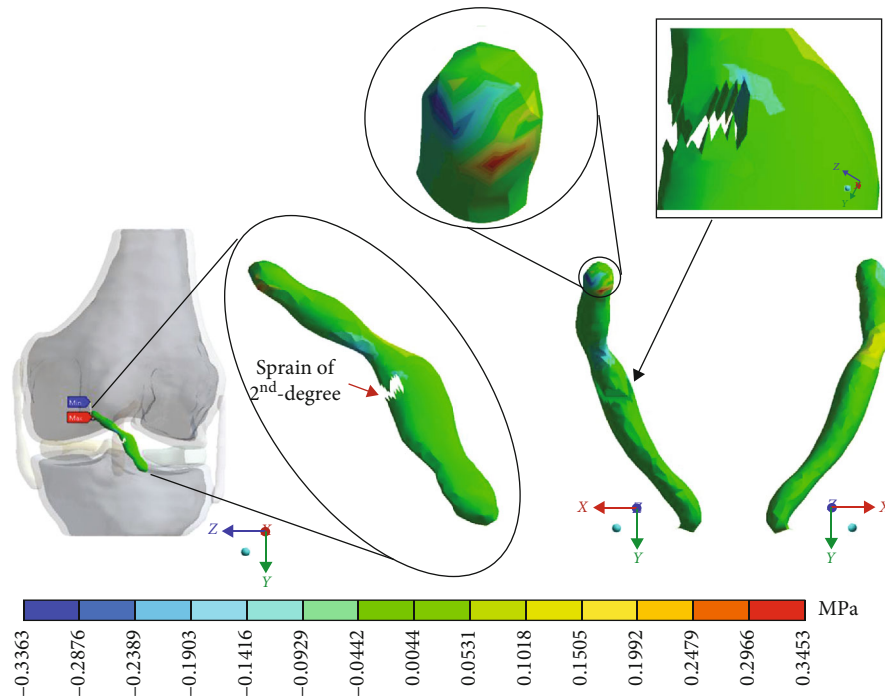 Z
Y
Min
Max
Sprain of
2nd-degree
Z
X
Y
X
Z
Y
Z
X
Y
MPa
−0.3363
−0.2876
−0.2389
−0.1903
−0.1416
−0.0929
−0.0442
0.0044
0.0531
0.1018
0.1505
0.1992
0.2479
0.2966
0.3453